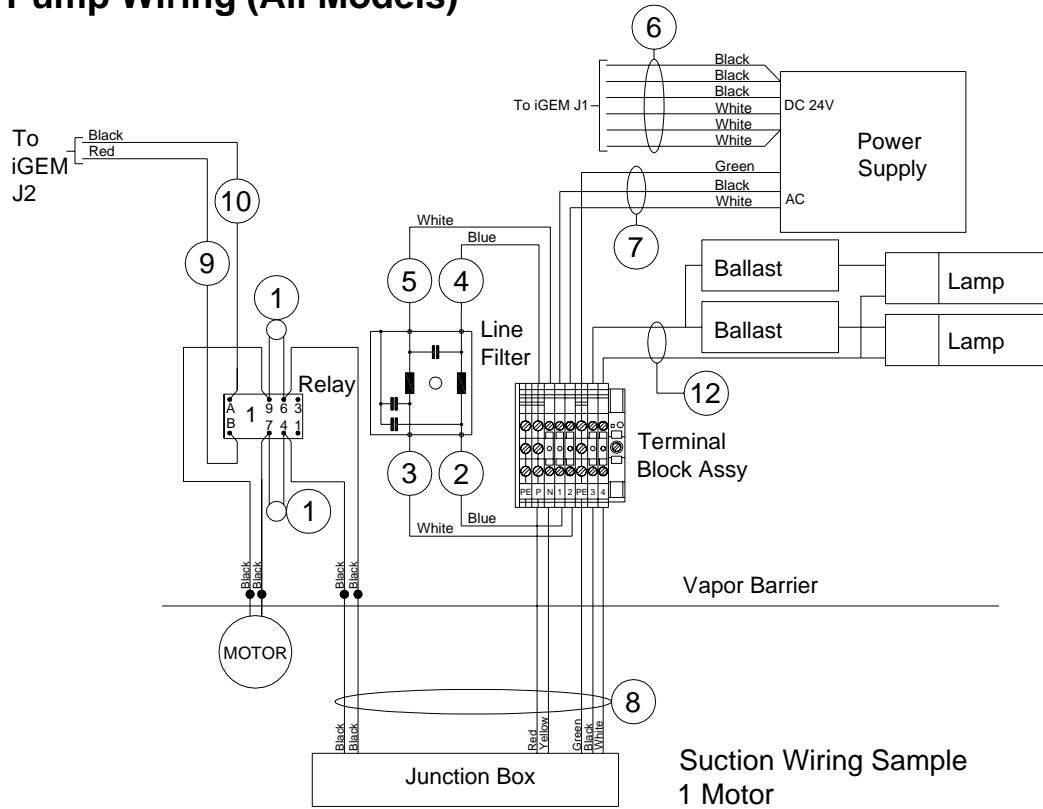 Pump Wiring (All Models)
6
Black
Black
Black
White
White
White
To iGEM J1
DC 24V
Power
Supply
Green
Black
White
AC
7
To
iGEM
J2
Black
Red
10
9
White
Blue
5
4
Line
Filter
1
Relay
A
B
1
9
6
3
7
4
1
1
3
2
Blue
White
Ballast
Lamp
Ballast
Lamp
12
Terminal
Block Assy
PE P N 1 2 PE 3 4
Black
Black
Black
Black
Vapor Barrier
MOTOR
8
Black
Black
Red
Yellow
Green
Black
White
Junction Box
Suction Wiring Sample
1 Motor